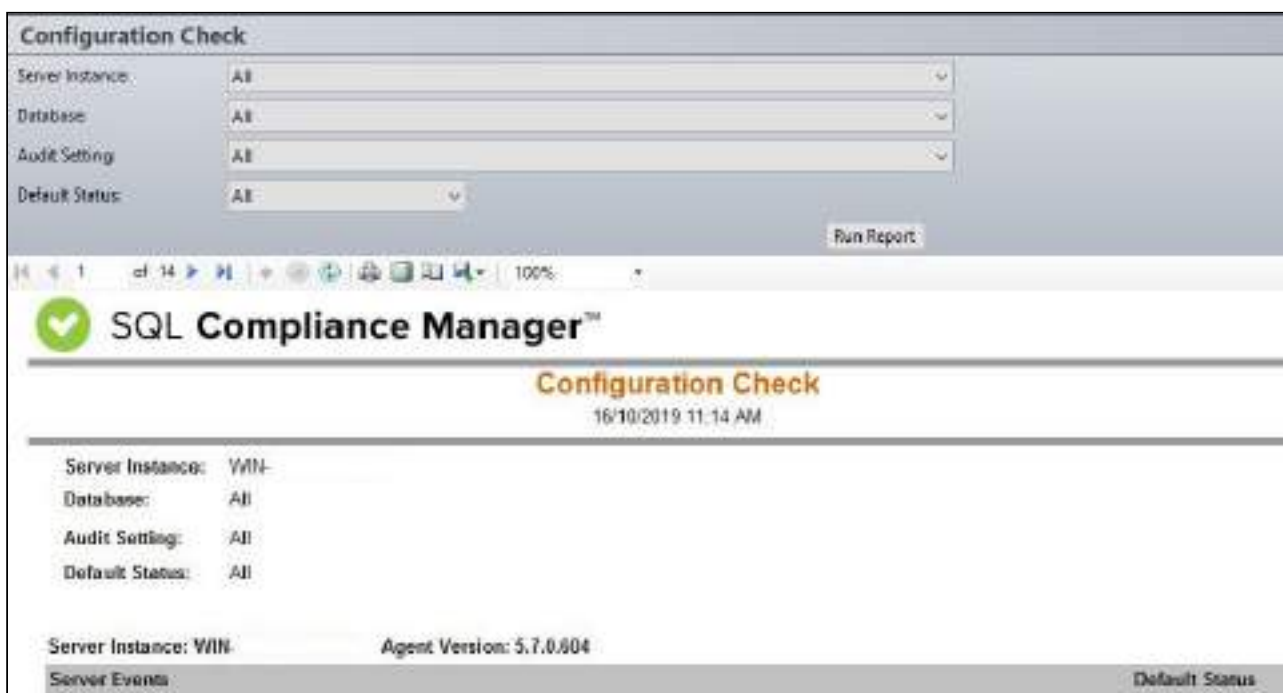 Configuration Check
Server Instance: All
Database: All
Audit Setting: All
Default Status: All
Run Report
1 of 14 100%
SQL Compliance Manager™
Configuration Check
16/10/2019 11:14 AM
Server Instance: WIN-
Database: All
Audit Setting: All
Default Status: All
Server Instance: WIN- Agent Version: 5.7.0.604
Server Events Default Status